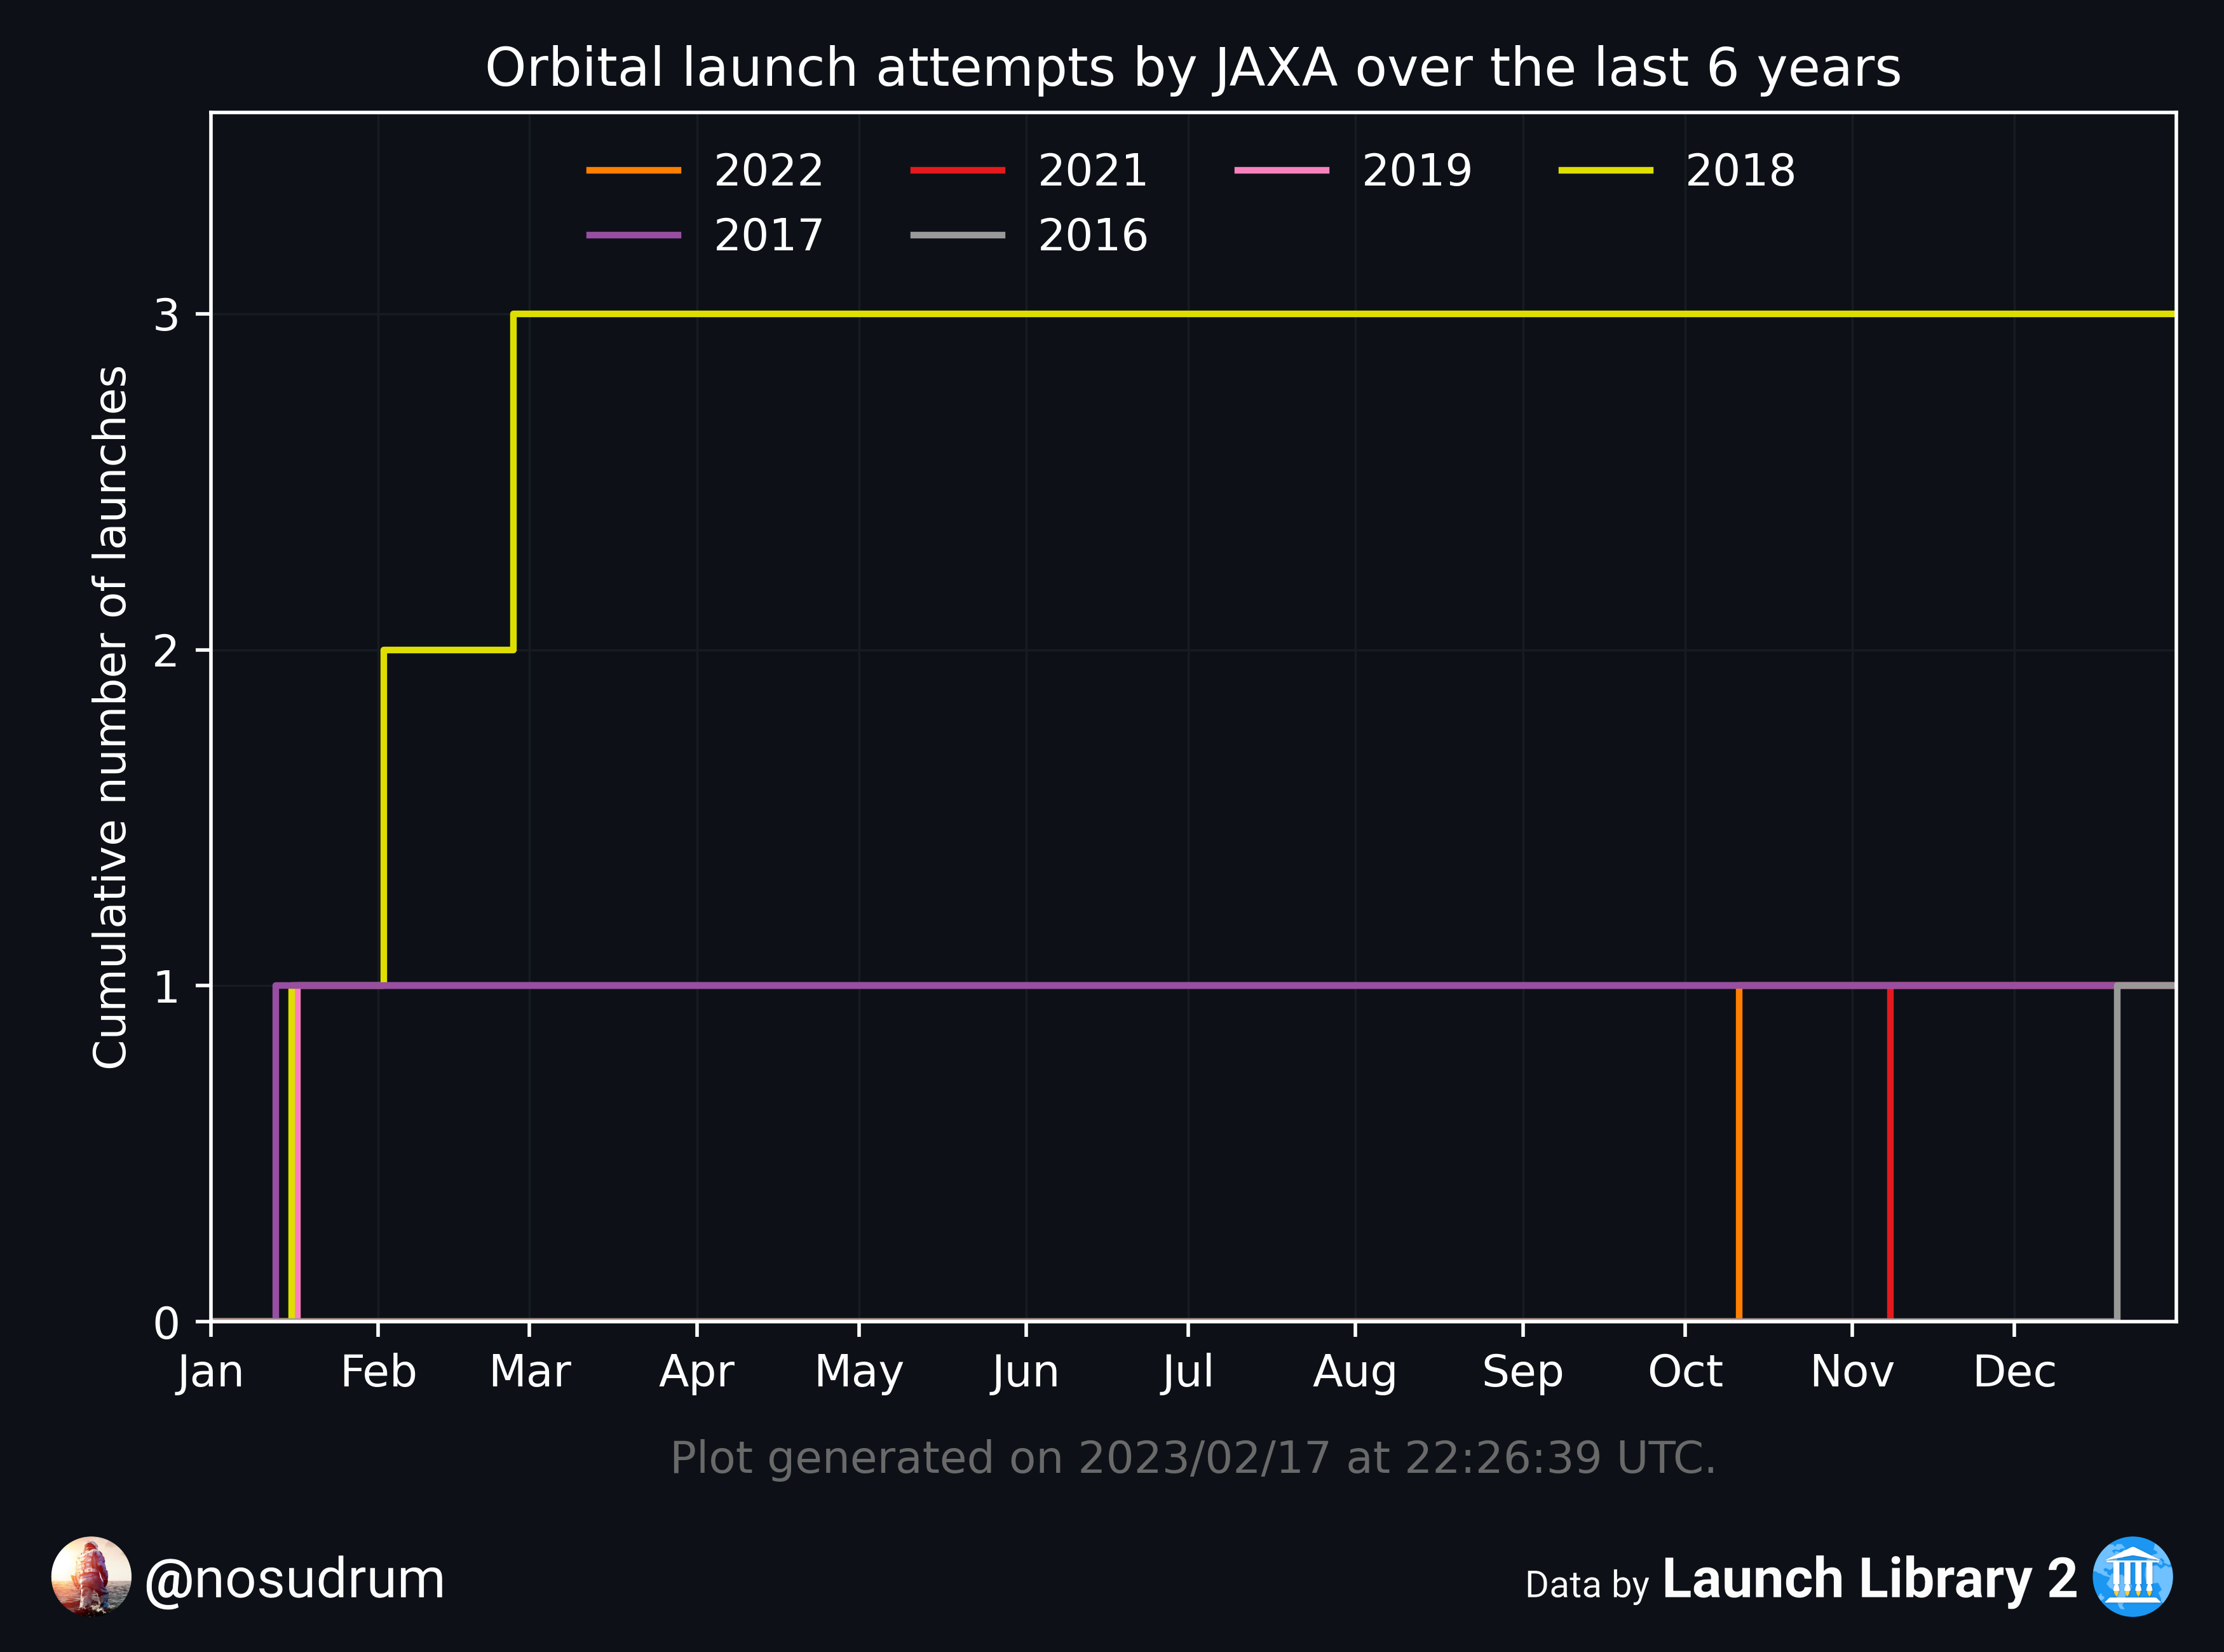 Orbital launch attempts by JAXA over the last 6 years
2022 2021 2019 2018
2017 2016
Cumulative number of launches
3
2
1
0
Jan Feb Mar Apr May Jun Jul Aug Sep Oct Nov Dec
Plot generated on 2023/02/17 at 22:26:39 UTC.
@nosudrum
Data by Launch Library 2